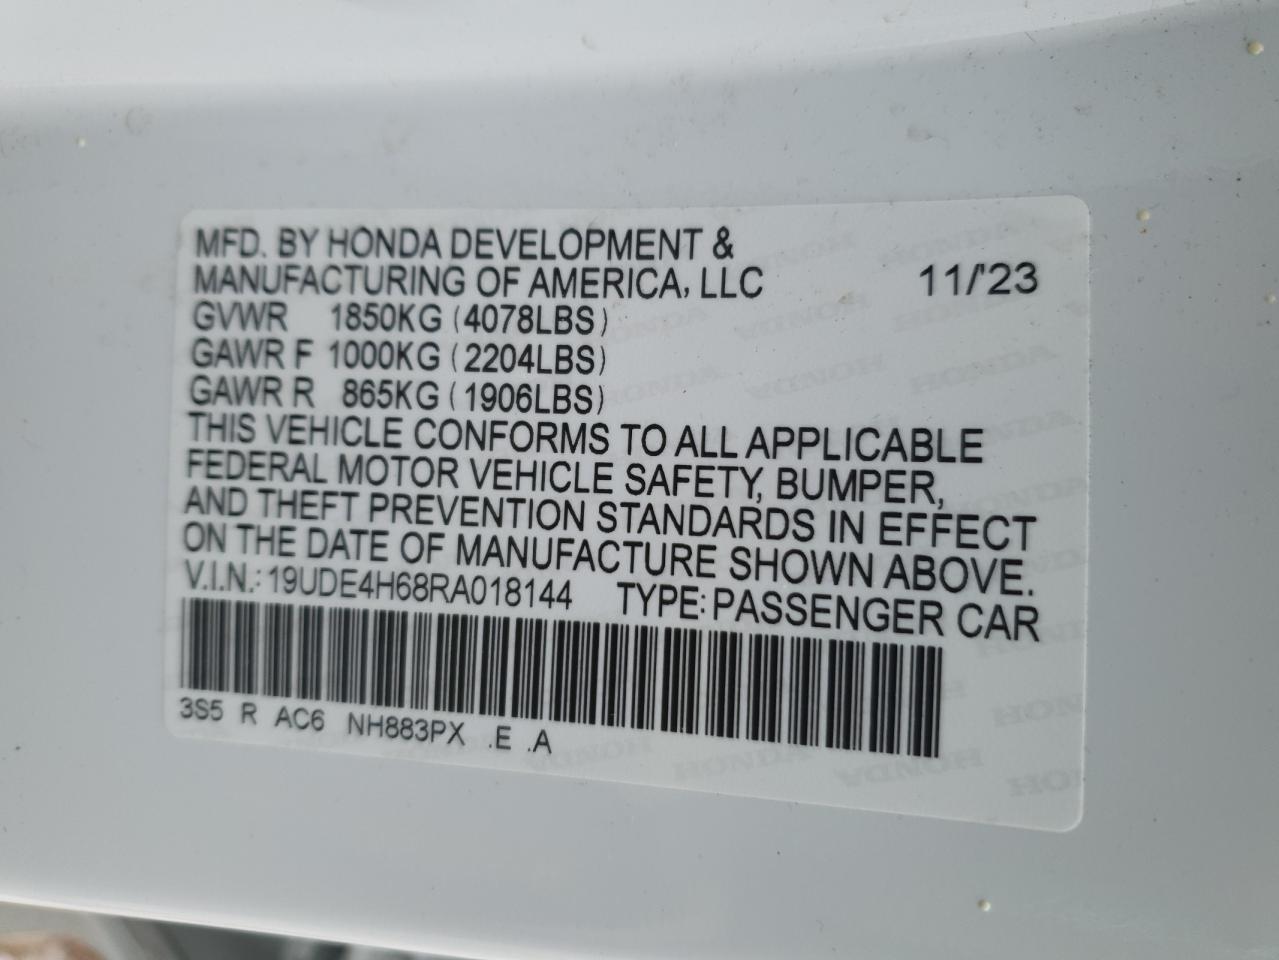 MFD. BY HONDA DEVELOPMENT &
MANUFACTURING OF AMERICA, LLC 11/'23
GVWR 1850KG (4078LBS)
GAWR F 1000KG (2204LBS)
GAWR R 865KG (1906LBS)
THIS VEHICLE CONFORMS TO ALL APPLICABLE
FEDERAL MOTOR VEHICLE SAFETY, BUMPER,
AND THEFT PREVENTION STANDARDS IN EFFECT
ON THE DATE OF MANUFACTURE SHOWN ABOVE.
V.I.N.: 19UDE4H68RA018144 TYPE: PASSENGER CAR
3S5 R AC6 NH883PX .E .A